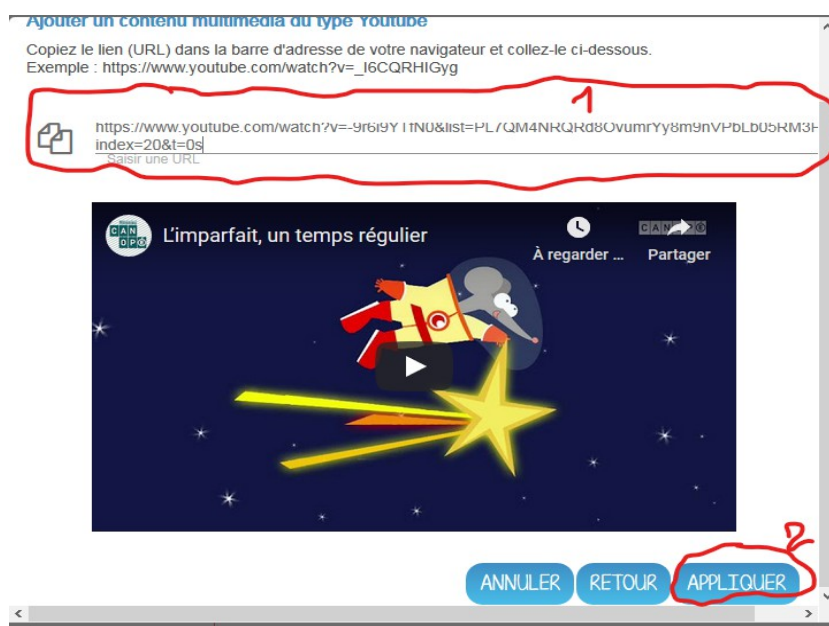 Ajouter un contenu multimédia du type Youtube
Copiez le lien (URL) dans la barre d'adresse de votre navigateur et collez-le ci-dessous.
Exemple : https://www.youtube.com/watch?v=_I6CQRHIGyg
1
https://www.youtube.com/watch?v=-9r6I9YTfN0&list=PL7QM4NRQRd8OvumrYy8m9nVPbLb05RM3
index=20&t=0s
Saisir une URL
CANOPÉ
L'imparfait, un temps régulier
À regarder ...
Partager
2
ANNULER RETOUR APPLIQUER